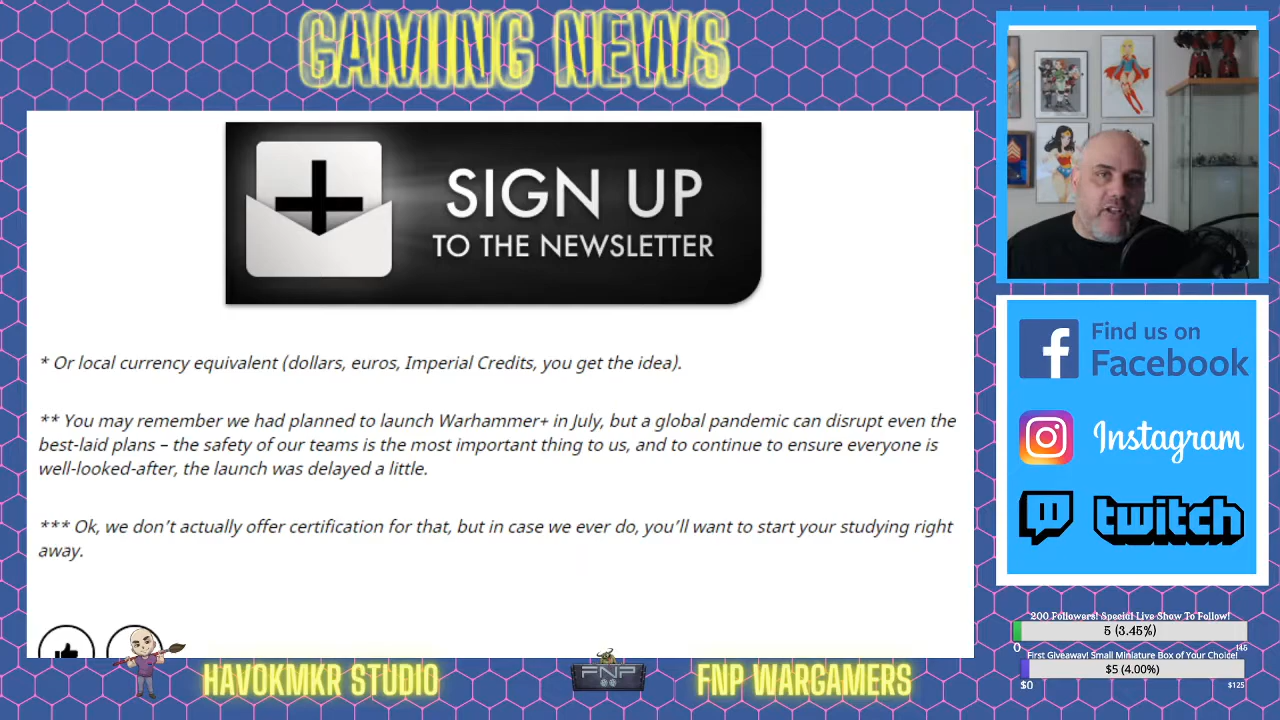 GAMING NEWS
SIGN UP
TO THE NEWSLETTER
* Or local currency equivalent (dollars, euros, Imperial Credits, you get the idea).
** You may remember we had planned to launch Warhammer+ in July, but a global pandemic can disrupt even the
best-laid plans – the safety of our teams is the most important thing to us, and to continue to ensure everyone is
well-looked-after, the launch was delayed a little.
*** Ok, we don't actually offer certification for that, but in case we ever do, you'll want to start your studying right
away.
HAVOKMKR STUDIO
FNP
FNP WARGAMERS
Find us on
Facebook
Instagram
twitch
200 Followers! Special Live Show To Follow!
5 (3.45%)
0 145
First Giveaway! Small Miniature Box of Your Choice!
$5 (4.00%)
$0 $125